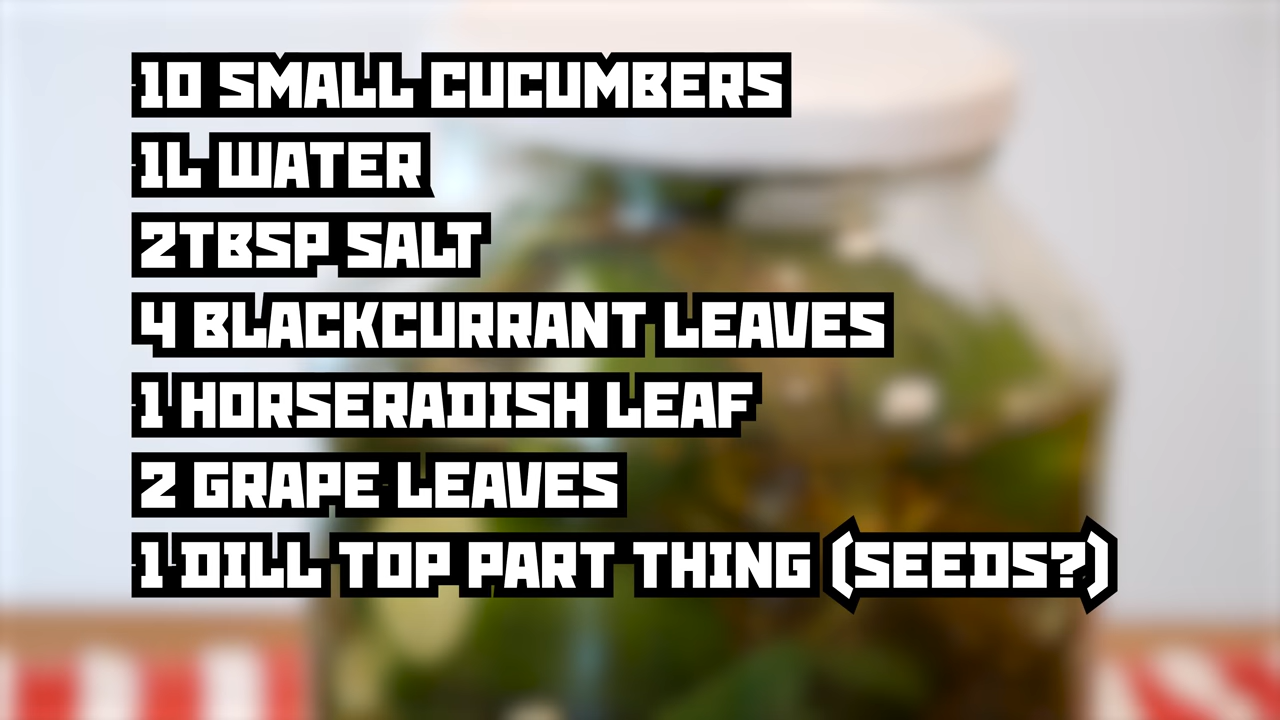 10 SMALL CUCUMBERS
1L WATER
2TBSP SALT
4 BLACKCURRANT LEAVES
1 HORSERADISH LEAF
2 GRAPE LEAVES
1 DILL TOP PART THING (SEEDS?)